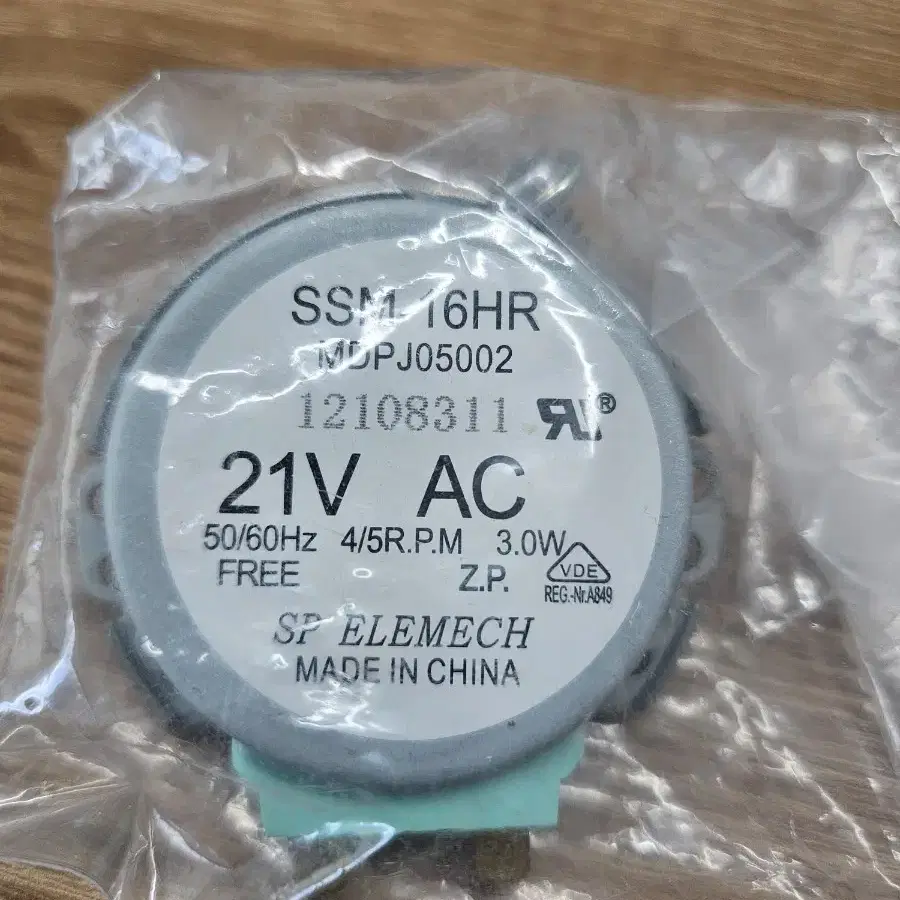 SSM-16HR
MDPJ05002
12108311 RU®
21V AC
50/60Hz 4/5R.P.M 3.0W
FREE Z.P. VDE
REG.-Nr.A849
SP ELEMECH
MADE IN CHINA